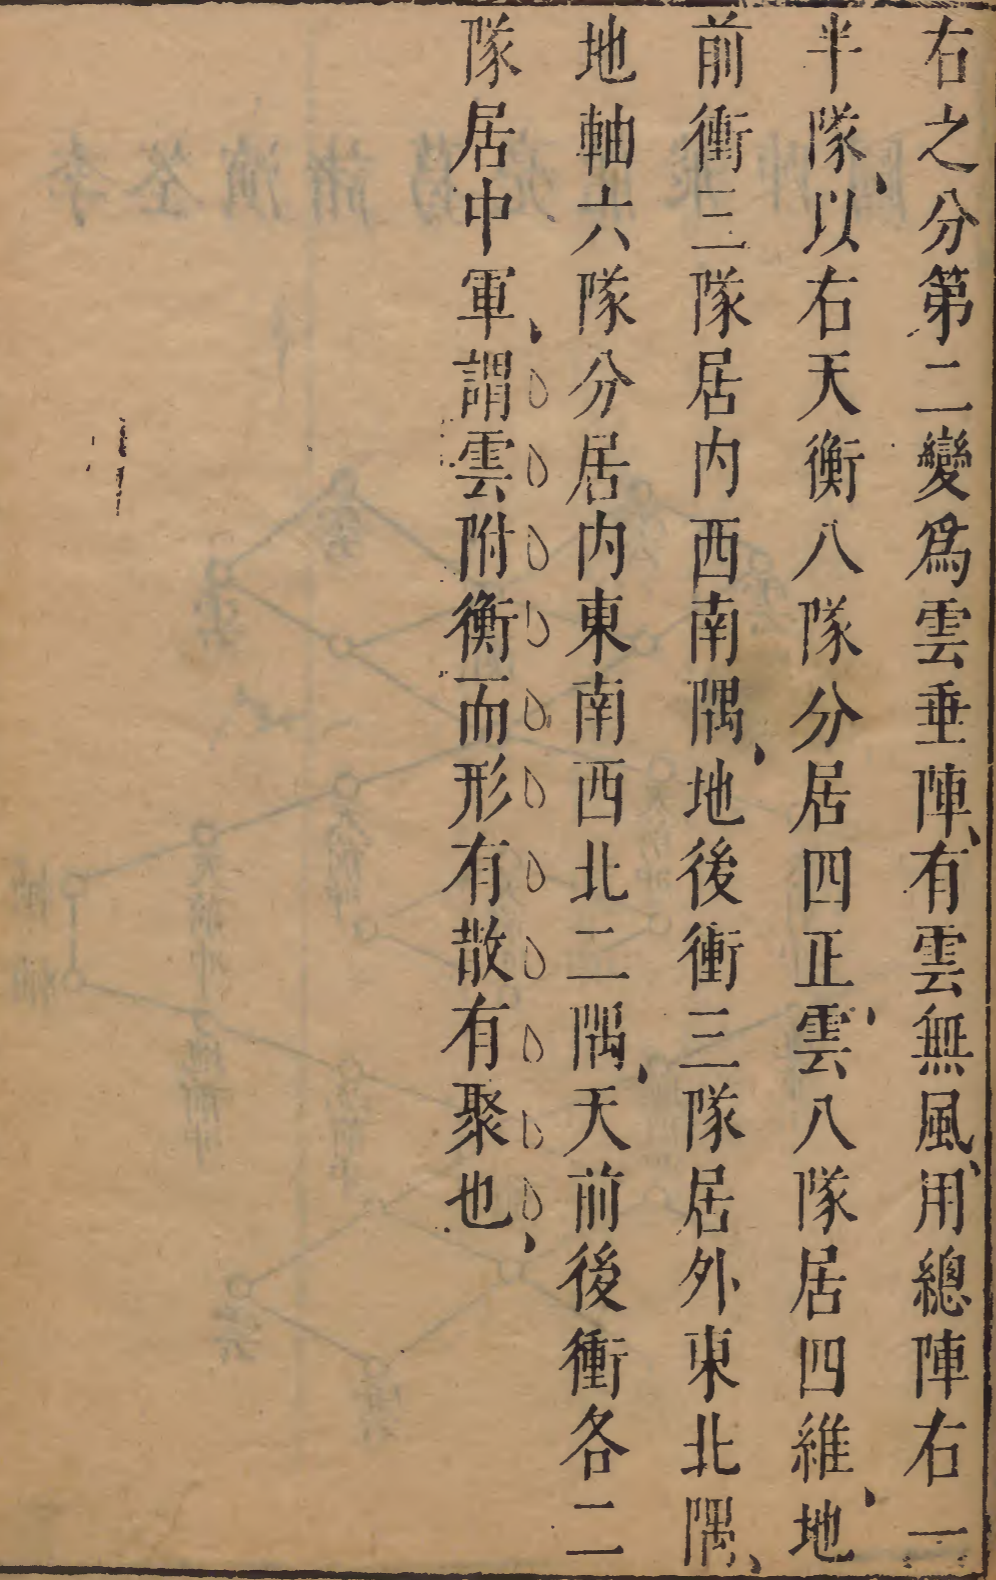 右之分第二變爲雲垂陣、有雲無風、用總陣右一
半隊、以右天衡八隊分居四正、雲八隊居四維、地
前衝三隊居内西南隅、地後衝三隊居外東北隅、
地軸六隊分居内東南西北二隅、天前後衝各二
隊居中軍、謂雲附衡而形有散有聚也、